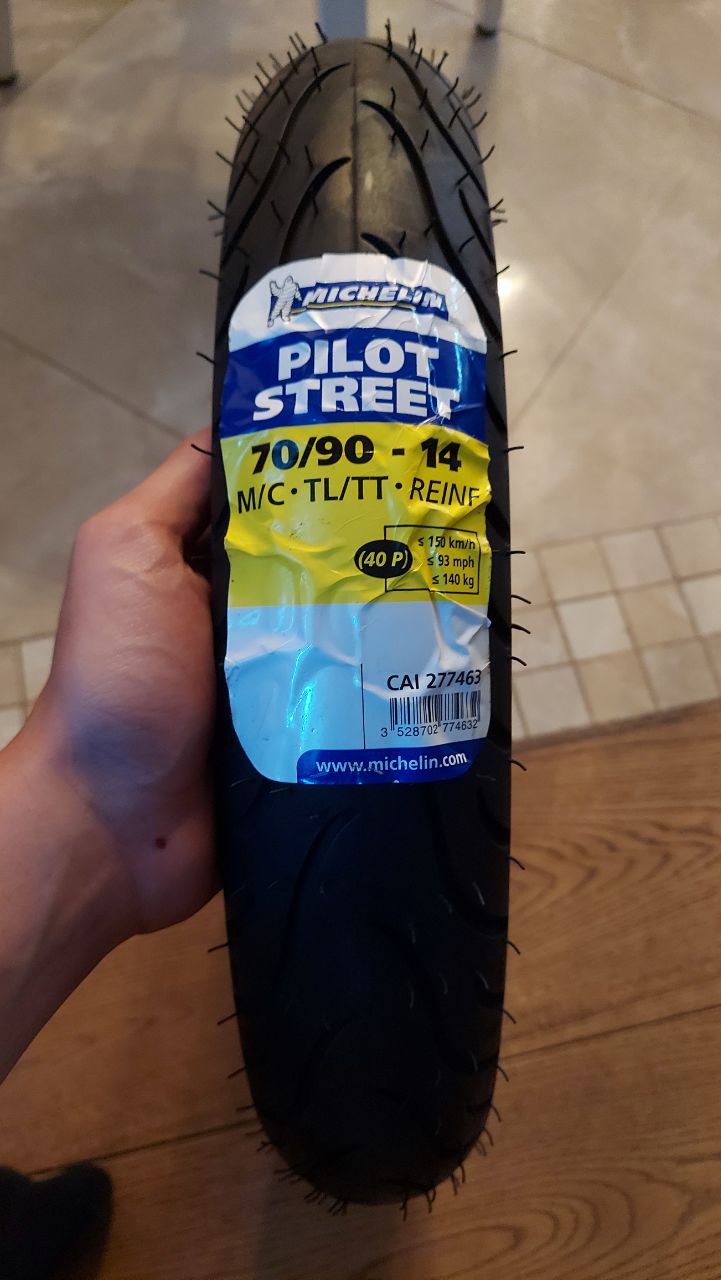 MICHELIN
PILOT
STREET
70/90 - 14
M/C • TL/TT • REINF
(40 P)
≤ 150 km/h
≤ 93 mph
≤ 140 kg
CAI 277463
3 528702 774632
www.michelin.com